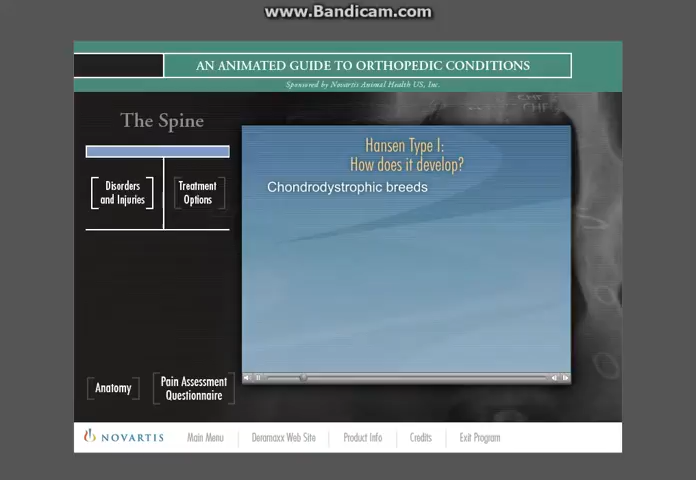 www.Bandicam.com
AN ANIMATED GUIDE TO ORTHOPEDIC CONDITIONS
Sponsored by Novartis Animal Health US, Inc.
The Spine
Disorders
and Injuries
Treatment
Options
Hansen Type I:
How does it develop?
Chondrodystrophic breeds
Anatomy
Pain Assessment
Questionnaire
NOVARTIS
Main Menu
Deramaxx Web Site
Product Info
Credits
Exit Program